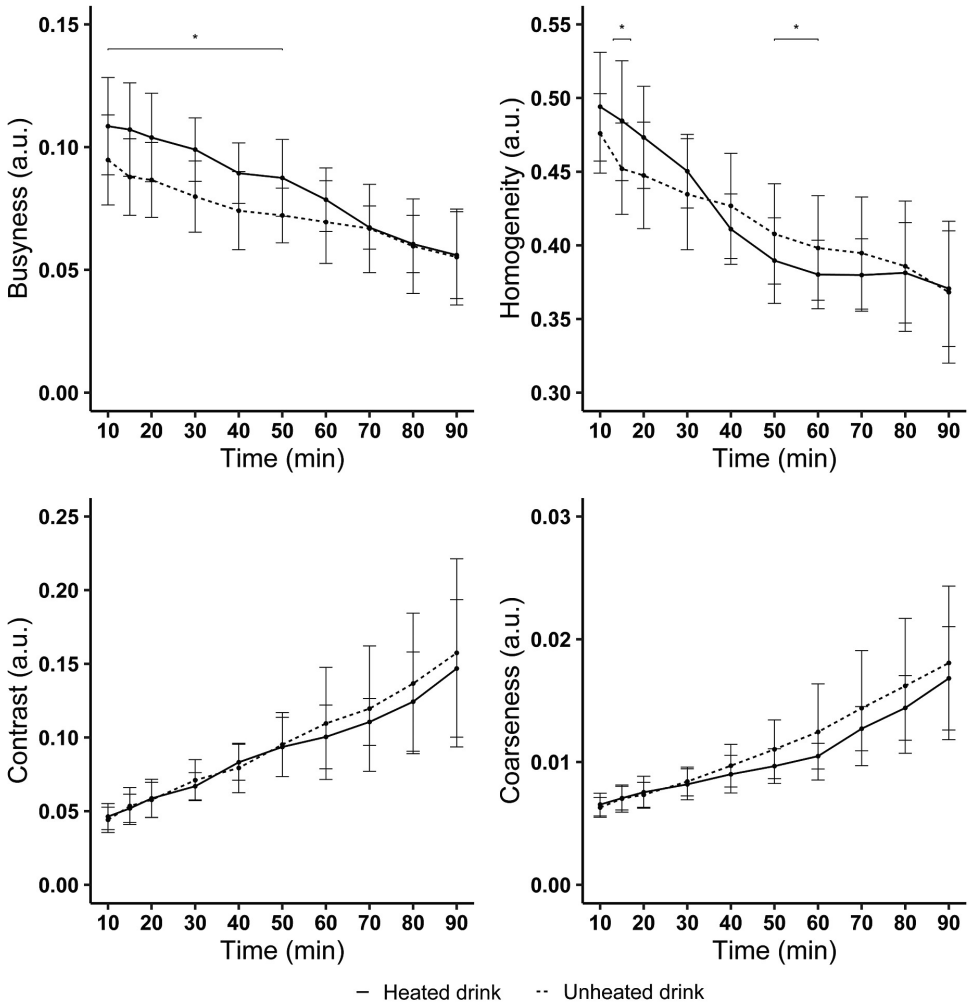 0.15
0.10
0.05
0.00
Busyness (a.u.)
*
10 20 30 40 50 60 70 80 90
Time (min)
0.55
0.50
0.45
0.40
0.35
0.30
Homogeneity (a.u.)
* *
10 20 30 40 50 60 70 80 90
Time (min)
0.25
0.20
0.15
0.10
0.05
0.00
Contrast (a.u.)
10 20 30 40 50 60 70 80 90
Time (min)
0.03
0.02
0.01
0.00
Coarseness (a.u.)
10 20 30 40 50 60 70 80 90
Time (min)
Heated drink Unheated drink